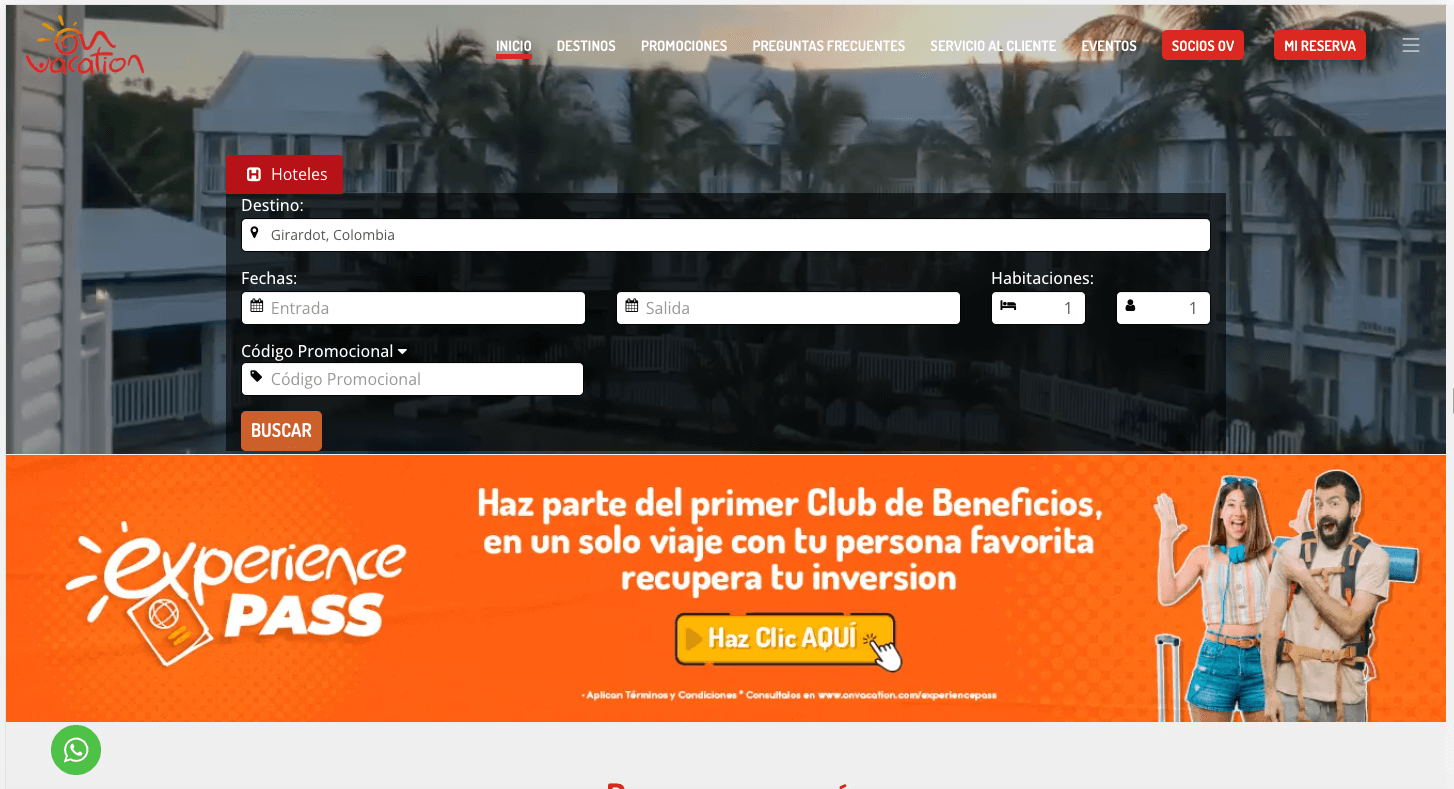 On
vacation
INICIO DESTINOS PROMOCIONES PREGUNTAS FRECUENTES SERVICIO AL CLIENTE EVENTOS SOCIOS OV MI RESERVA
Hoteles
Destino:
Girardot, Colombia
Fechas: Habitaciones:
Entrada Salida 1 1
Código Promocional
Código Promocional
BUSCAR
experience
PASS
Haz parte del primer Club de Beneficios,
en un solo viaje con tu persona favorita
recupera tu inversion
Haz Clic AQUÍ
• Aplican Términos y Condiciones * Consultalos en www.onvacation.com/experiencepass